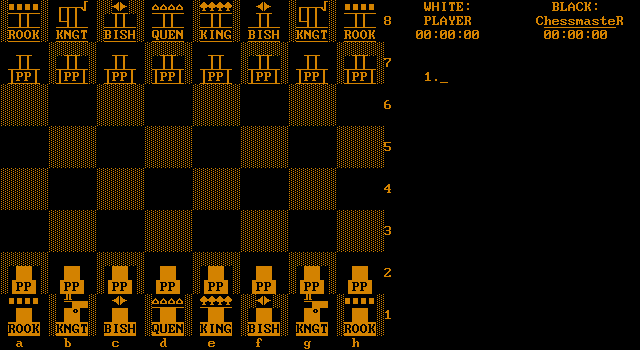 WHITE: BLACK:
PLAYER ChessmasteR
00:00:00 00:00:00
ROOK KNGT BISH QUEN KING BISH KNGT ROOK 8
PP PP PP PP PP PP PP PP 7
1._
6
5
4
3
PP PP PP PP PP PP PP PP 2
ROOK KNGT BISH QUEN KING BISH KNGT ROOK 1
a b c d e f g h